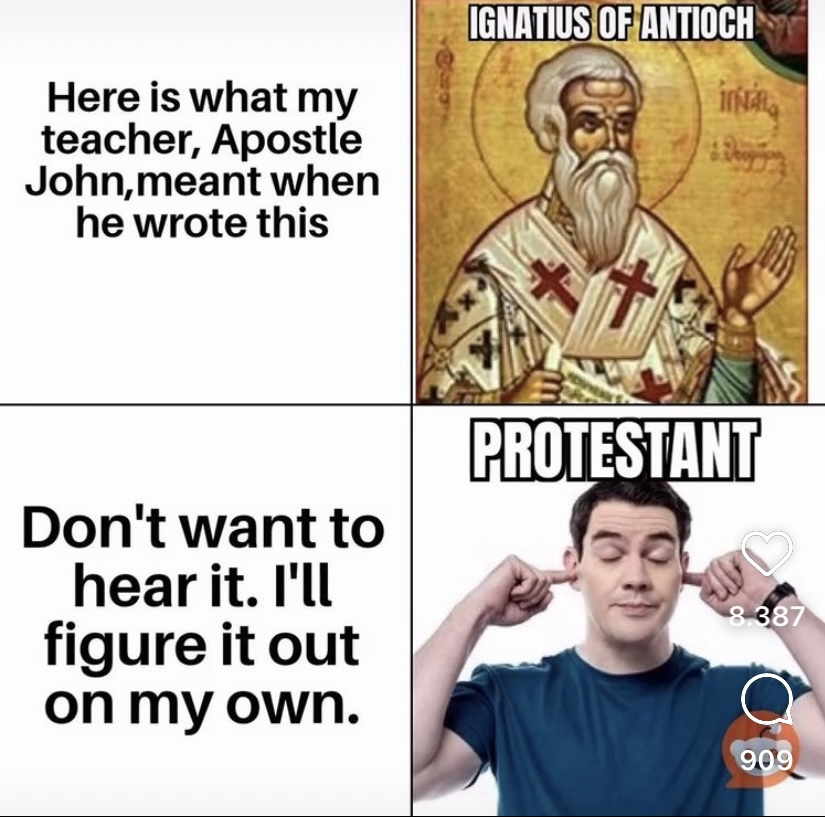 IGNATIUS OF ANTIOCH
Here is what my
teacher, Apostle
John,meant when
he wrote this
PROTESTANT
Don't want to
hear it. I'll
figure it out
on my own.
8.387
909